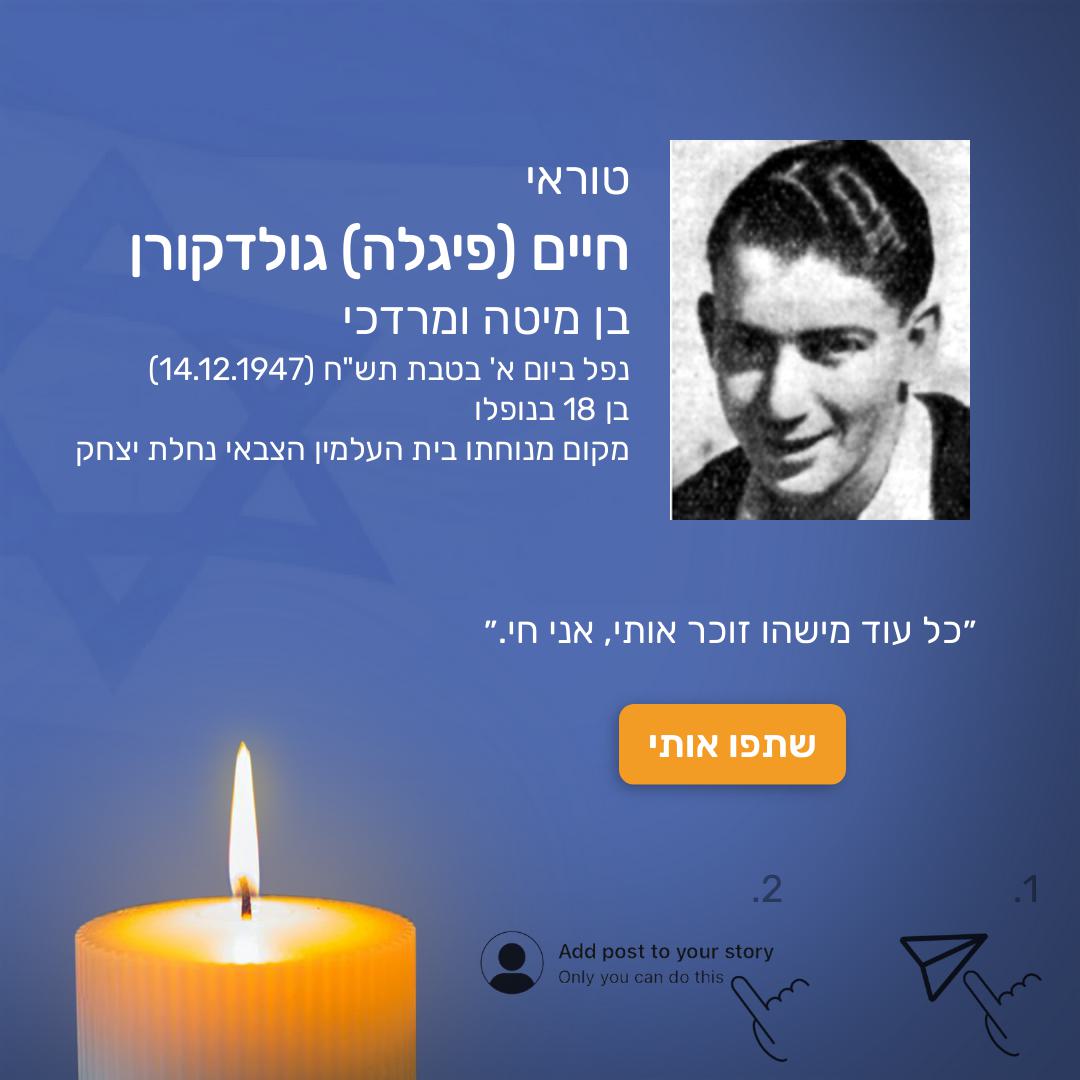 טוראי
חיים (פיגלה) גולדקורן
בן מיטה ומרדכי
נפל ביום א' בטבת תש"ח (14.12.1947)
בן 18 בנופלו
מקום מנוחתו בית העלמין הצבאי נחלת יצחק
״כל עוד מישהו זוכר אותי, אני חי.״
שתפו אותי
.1
.2
Add post to your story
Only you can do this